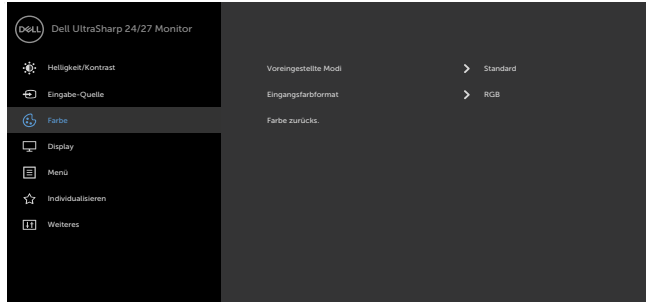 DELL Dell UltraSharp 24/27 Monitor
Helligkeit/Kontrast
Eingabe-Quelle
Farbe
Display
Menü
Individualisieren
Weiteres
Voreingestellte Modi Standard
Eingangsfarbformat RGB
Farbe zurücks.